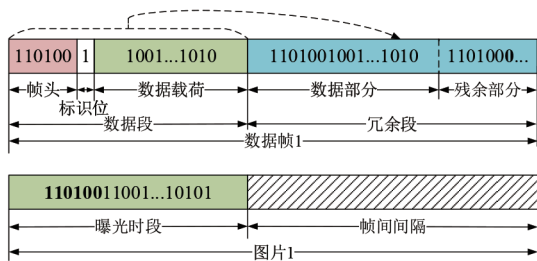 110100 1 1001...1010 1101001001...1010 1101000...
帧头 数据载荷 数据部分 残余部分
标识位
数据段 冗余段
数据帧1
11010011001...10101
曝光时段 帧间间隔
图片1